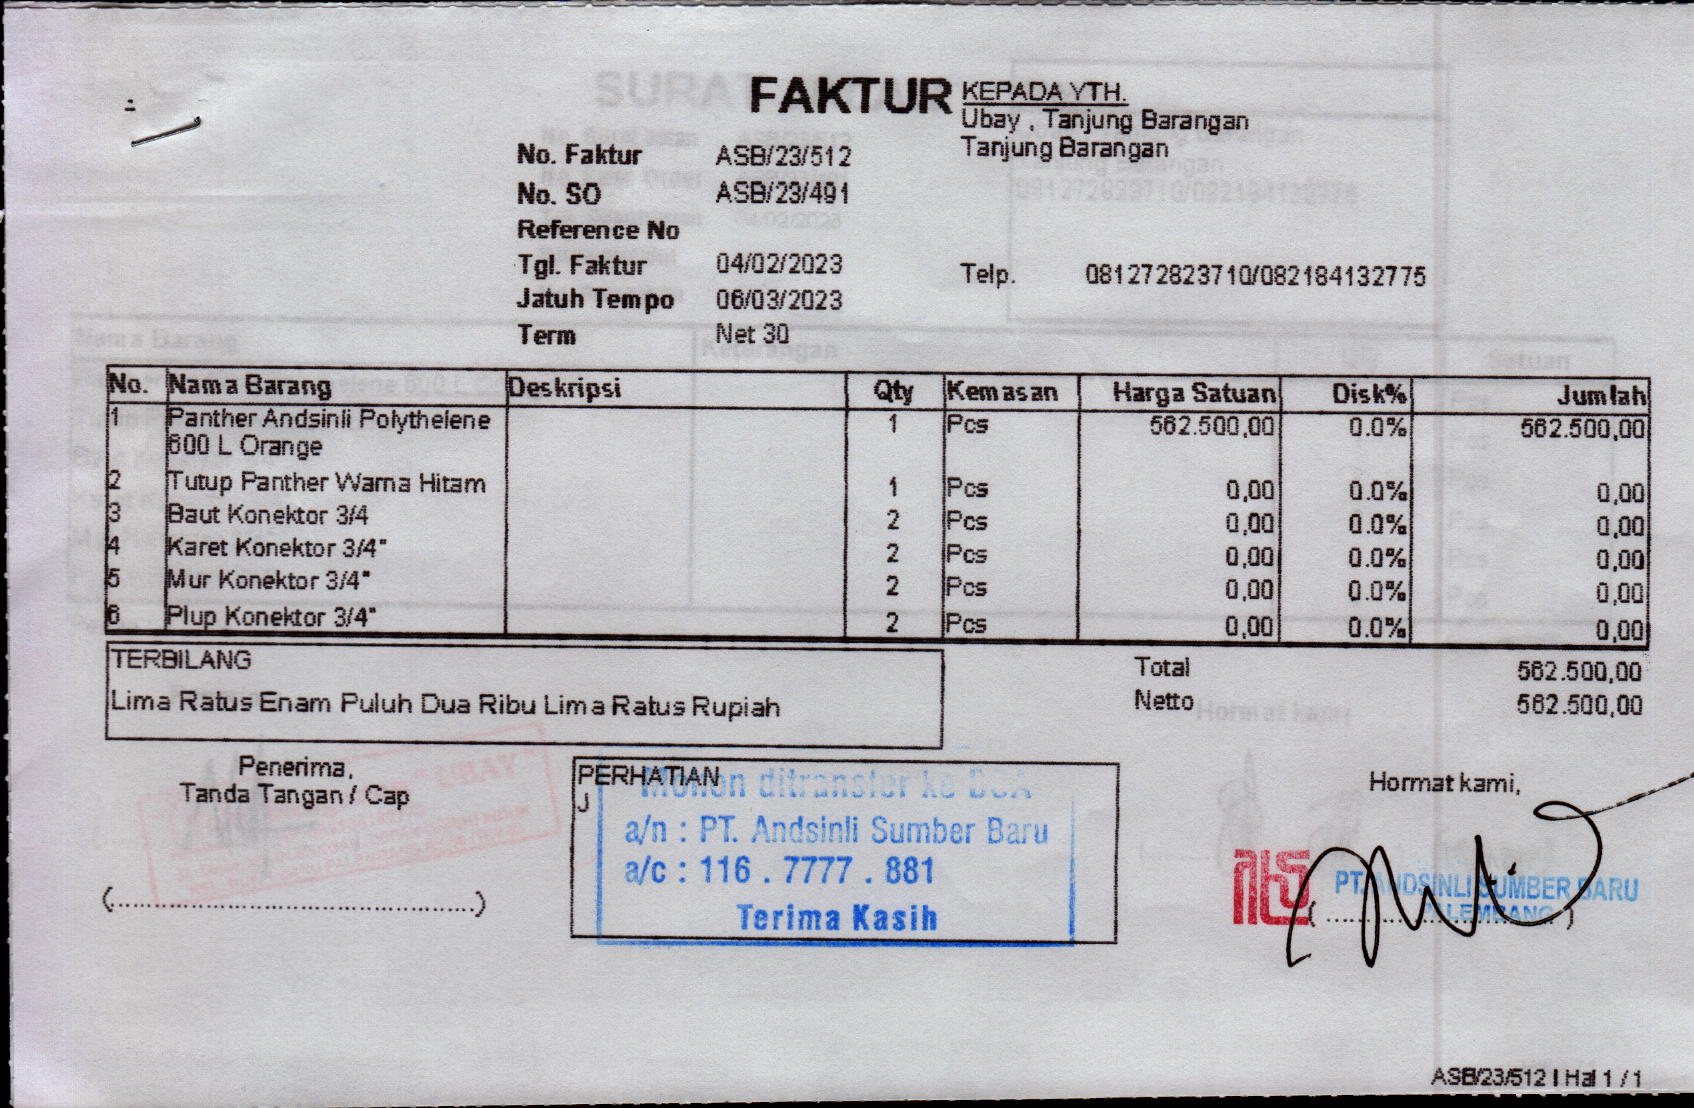 FAKTUR
KEPADA YTH.
Ubay , Tanjung Barangan
Tanjung Barangan
No. Faktur ASB/23/512
No. SO ASB/23/491
Reference No
Tgl. Faktur 04/02/2023
Telp. 081272823710/082184132775
Jatuh Tempo 06/03/2023
Term Net 30
No. Nama Barang Deskripsi Qty Kemasan Harga Satuan Disk% Jumlah
1 Panther Andsinli Polythelene 1 Pcs 562.500,00 0.0% 562.500,00
600 L Orange
2 Tutup Panther Warna Hitam 1 Pcs 0,00 0.0% 0,00
3 Baut Konektor 3/4 2 Pcs 0,00 0.0% 0,00
4 Karet Konektor 3/4" 2 Pcs 0,00 0.0% 0,00
5 Mur Konektor 3/4" 2 Pcs 0,00 0.0% 0,00
6 Plup Konektor 3/4" 2 Pcs 0,00 0.0% 0,00
TERBILANG
Lima Ratus Enam Puluh Dua Ribu Lima Ratus Rupiah
Total 562.500,00
Netto 562.500,00
Penerima,
Tanda Tangan / Cap
(................................................)
PERHATIAN
J
Mohon ditransfer ke BCA
a/n : PT. Andsinli Sumber Baru
a/c : 116 . 7777 . 881
Terima Kasih
Hormat kami,
PT. ANDSINLI SUMBER BARU
PALEMBANG
ASB/23/512 | Hal 1 / 1